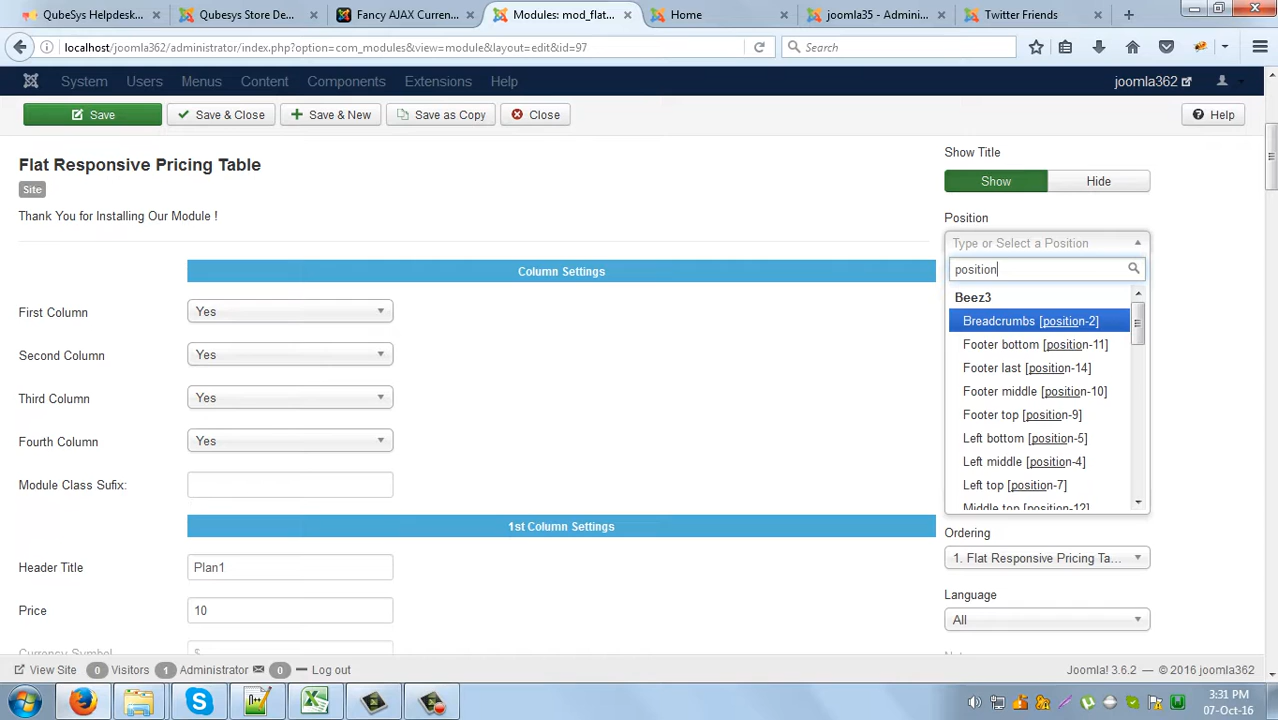 QubeSys Helpdesk...
Qubesys Store De...
Fancy AJAX Curren...
Modules: mod_flat...
Home
joomla35 - Admini...
Twitter Friends
localhost/joomla362/administrator/index.php?option=com_modules&view=module&layout=edit&id=97
Search
System Users Menus Content Components Extensions Help
joomla362
Save
Save & Close
Save & New
Save as Copy
Close
Help
Flat Responsive Pricing Table
Site
Thank You for Installing Our Module !
Column Settings
First Column Yes
Second Column Yes
Third Column Yes
Fourth Column Yes
Module Class Sufix:
1st Column Settings
Header Title Plan1
Price 10
Currency Symbol $
Show Title
Show Hide
Position
Type or Select a Position
position
Beez3
Breadcrumbs [position-2]
Footer bottom [position-11]
Footer last [position-14]
Footer middle [position-10]
Footer top [position-9]
Left bottom [position-5]
Left middle [position-4]
Left top [position-7]
Middle top [position-12]
Ordering
1. Flat Responsive Pricing Ta...
Language
All
View Site 0 Visitors 1 Administrator 0 Log out
Joomla! 3.6.2 — © 2016 joomla362
3:31 PM
07-Oct-16